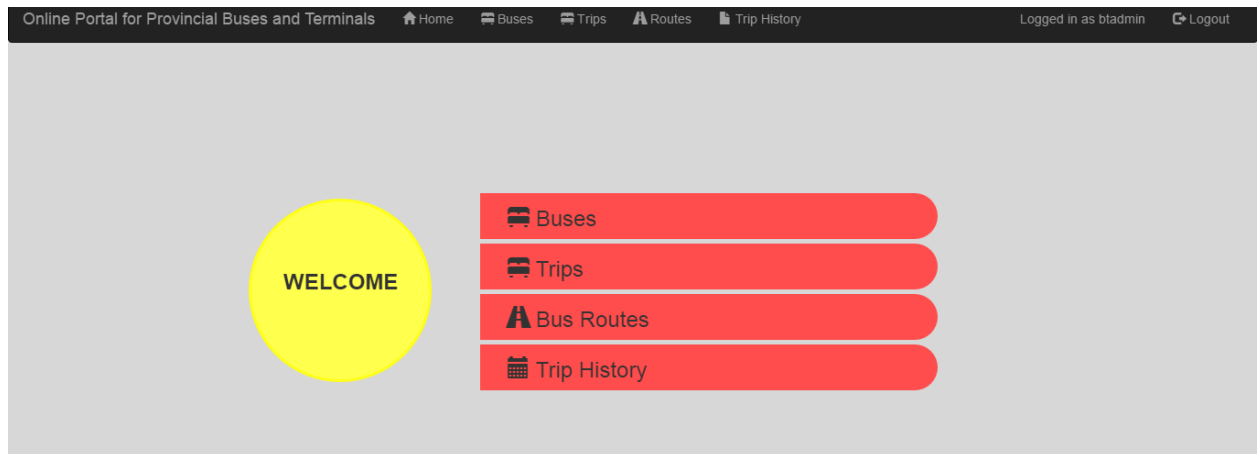 Online Portal for Provincial Buses and Terminals Home Buses Trips Routes Trip History Logged in as btadmin Logout
WELCOME
Buses
Trips
Bus Routes
Trip History